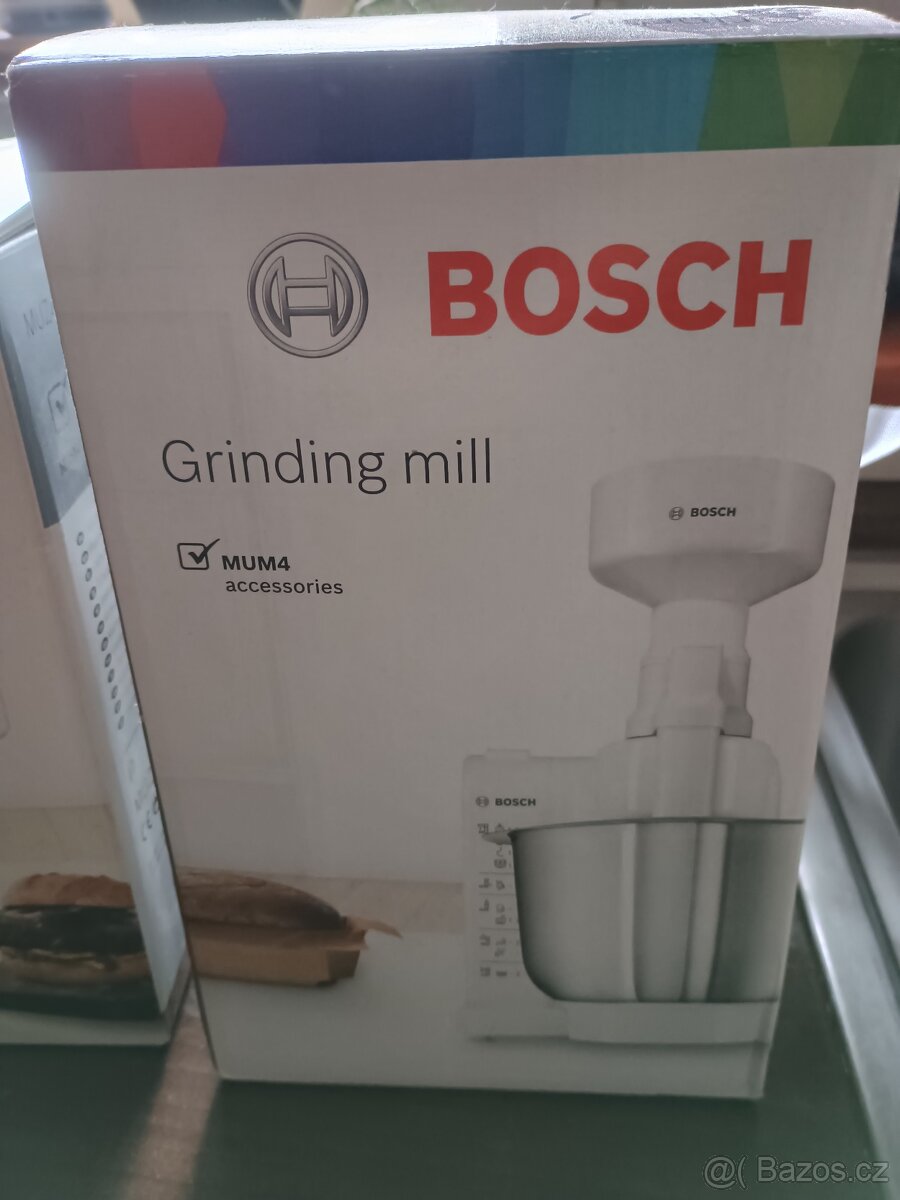 BOSCH
Grinding mill
MUM4
accessories
BOSCH
BOSCH
@( Bazos.cz